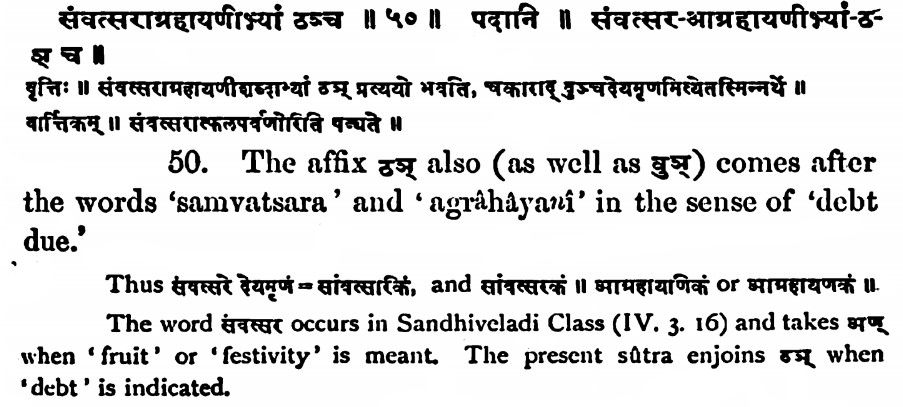 संवत्सराग्रहायणीभ्यां ठञ्च ॥ ५० ॥ पदानि ॥ संवत्सर-आग्रहायणीभ्यां-ठ-
ञ् च ॥
वृत्तिः ॥ संवत्सराग्रहायणीशब्दाभ्यां ठञ् प्रत्ययो भवति, चकाराद् वुञ्चदेयमृणमित्येतस्मिन्नर्थे ॥
वार्त्तिकम् ॥ संवत्सरात्फलपर्वणोरिति पठ्यते ॥
50. The affix ठञ् also (as well as वुञ्) comes after
the words 'samvatsara' and 'agrâhâyanî' in the sense of 'debt
due.'
Thus संवत्सरे देयमृणं = सांवत्सरिकं, and सांवत्सरकं ॥ आग्रहायणिकं or आग्रहायणकं ॥
The word संवत्सर occurs in Sandhiveladi Class (IV. 3. 16) and takes अण्
when 'fruit' or 'festivity' is meant. The present sûtra enjoins ठञ् when
'debt' is indicated.